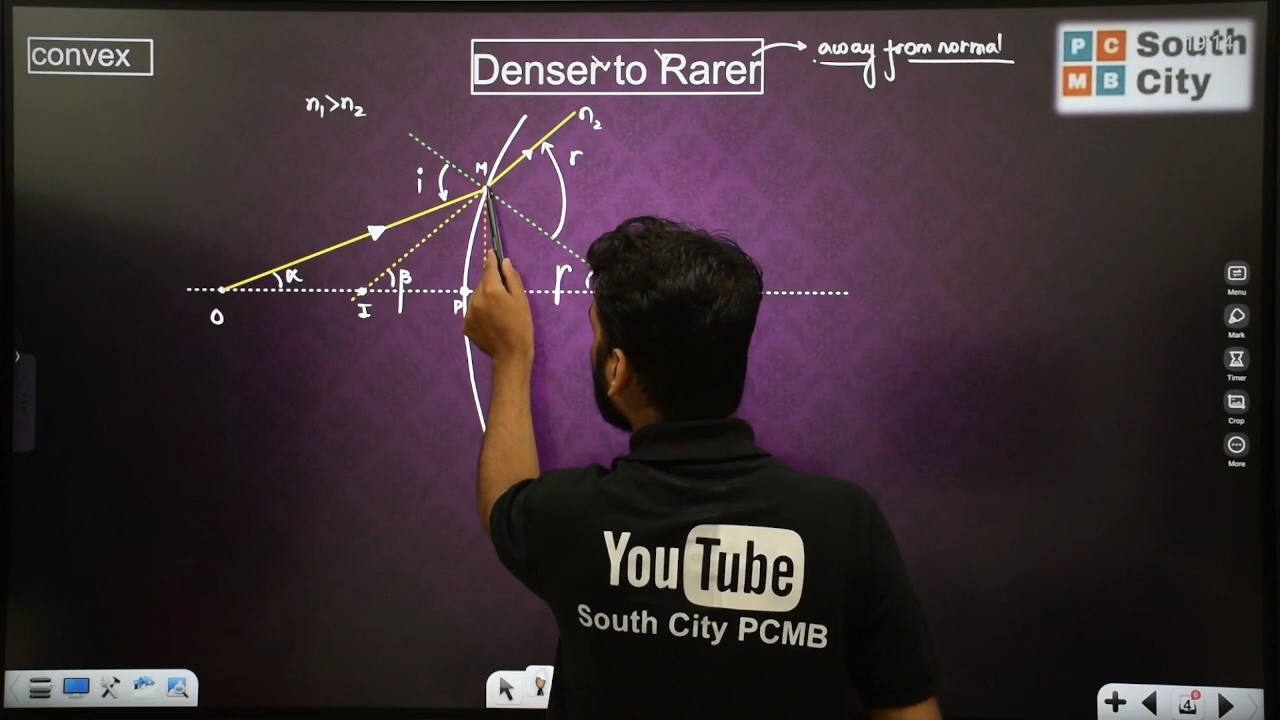 convex
Denser to Rarer
away from normal
P C
M B
South
City
n₁>n₂
n₂
M
i
r
α
β
r
O
I
P
Menu
Mark
Timer
Crop
More
YouTube
South City PCMB
4